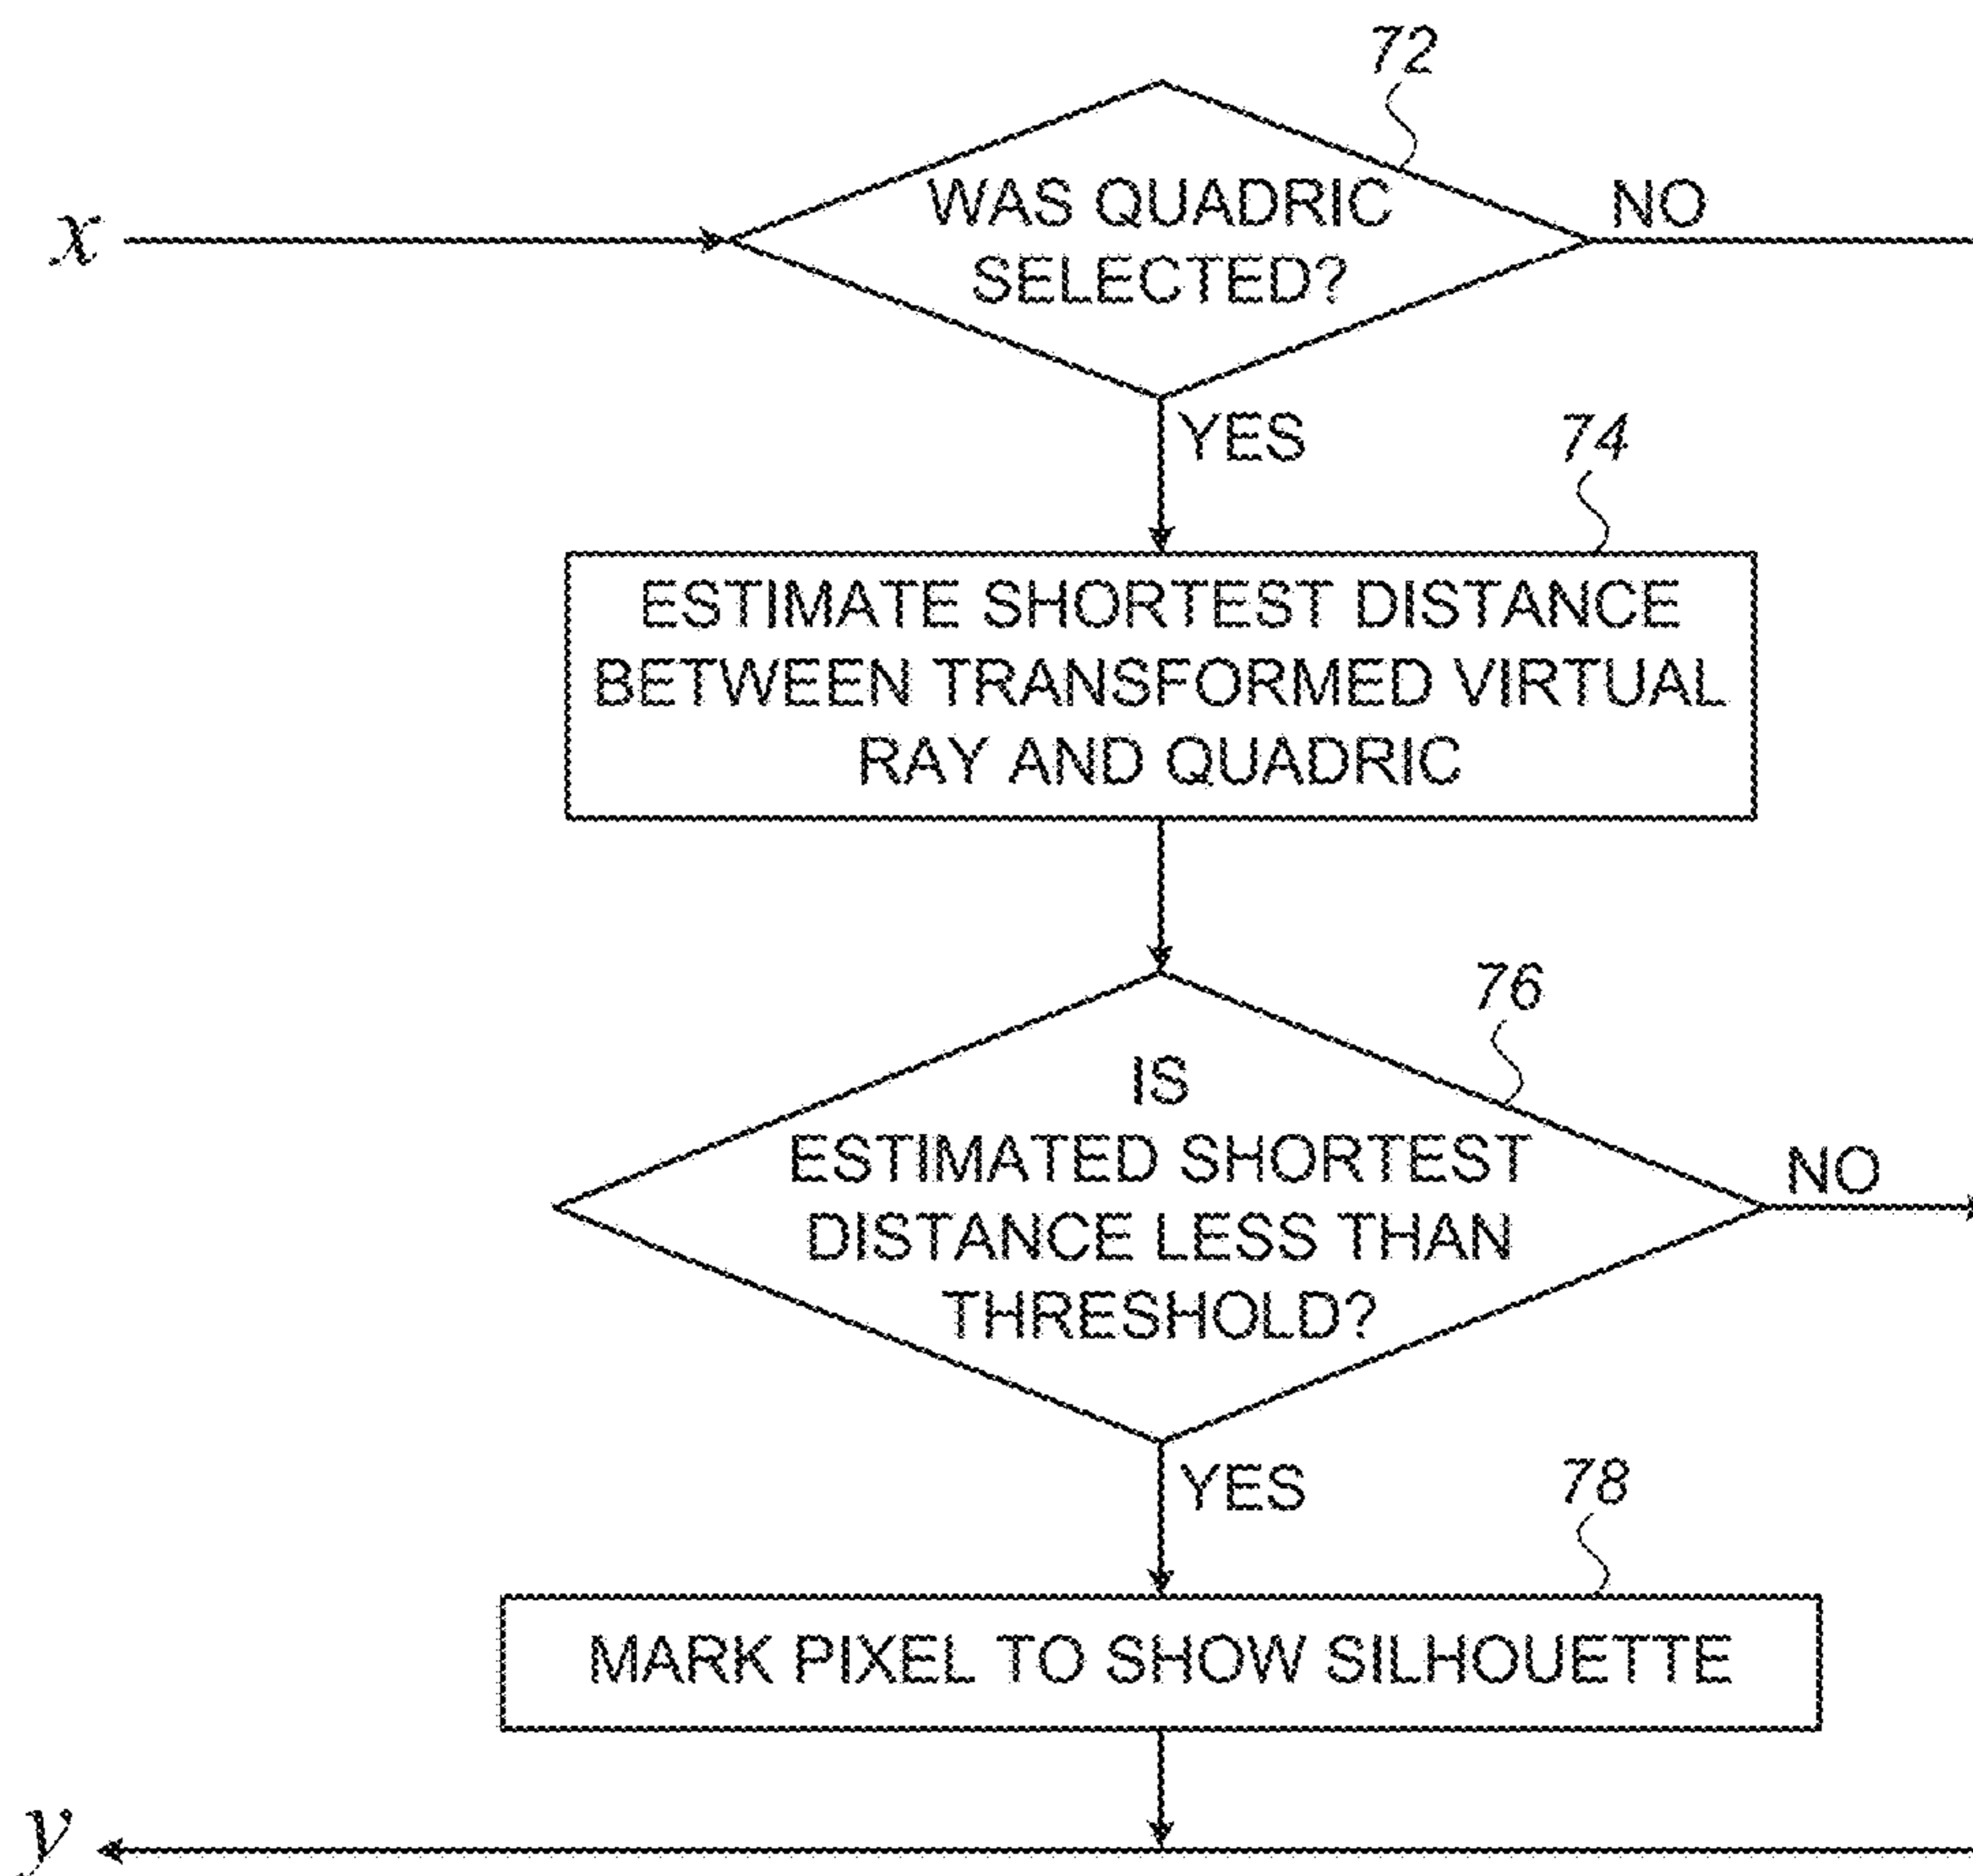 72
x
WAS QUADRIC
SELECTED?
NO
YES
74
ESTIMATE SHORTEST DISTANCE
BETWEEN TRANSFORMED VIRTUAL
RAY AND QUADRIC
76
IS
ESTIMATED SHORTEST
DISTANCE LESS THAN
THRESHOLD?
NO
YES
78
MARK PIXEL TO SHOW SILHOUETTE
y